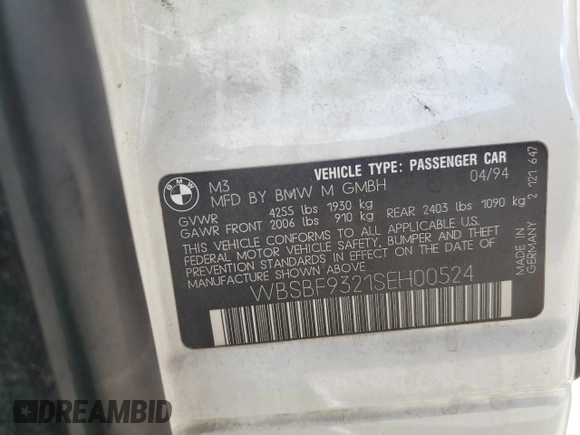 VEHICLE TYPE: PASSENGER CAR
BMW M3 04/94
MFD BY BMW M GMBH
GVWR 4255 lbs 1930 kg
GAWR FRONT 2006 lbs 910 kg REAR 2403 lbs 1090 kg
THIS VEHICLE CONFORMS TO ALL APPLICABLE
FEDERAL MOTOR VEHICLE SAFETY, BUMPER AND THEFT
PREVENTION STANDARDS IN EFFECT ON THE DATE OF
MANUFACTURE SHOWN ABOVE
WBSBF9321SEH00524
MADE IN
GERMANY
2 121 647
DREAMBID